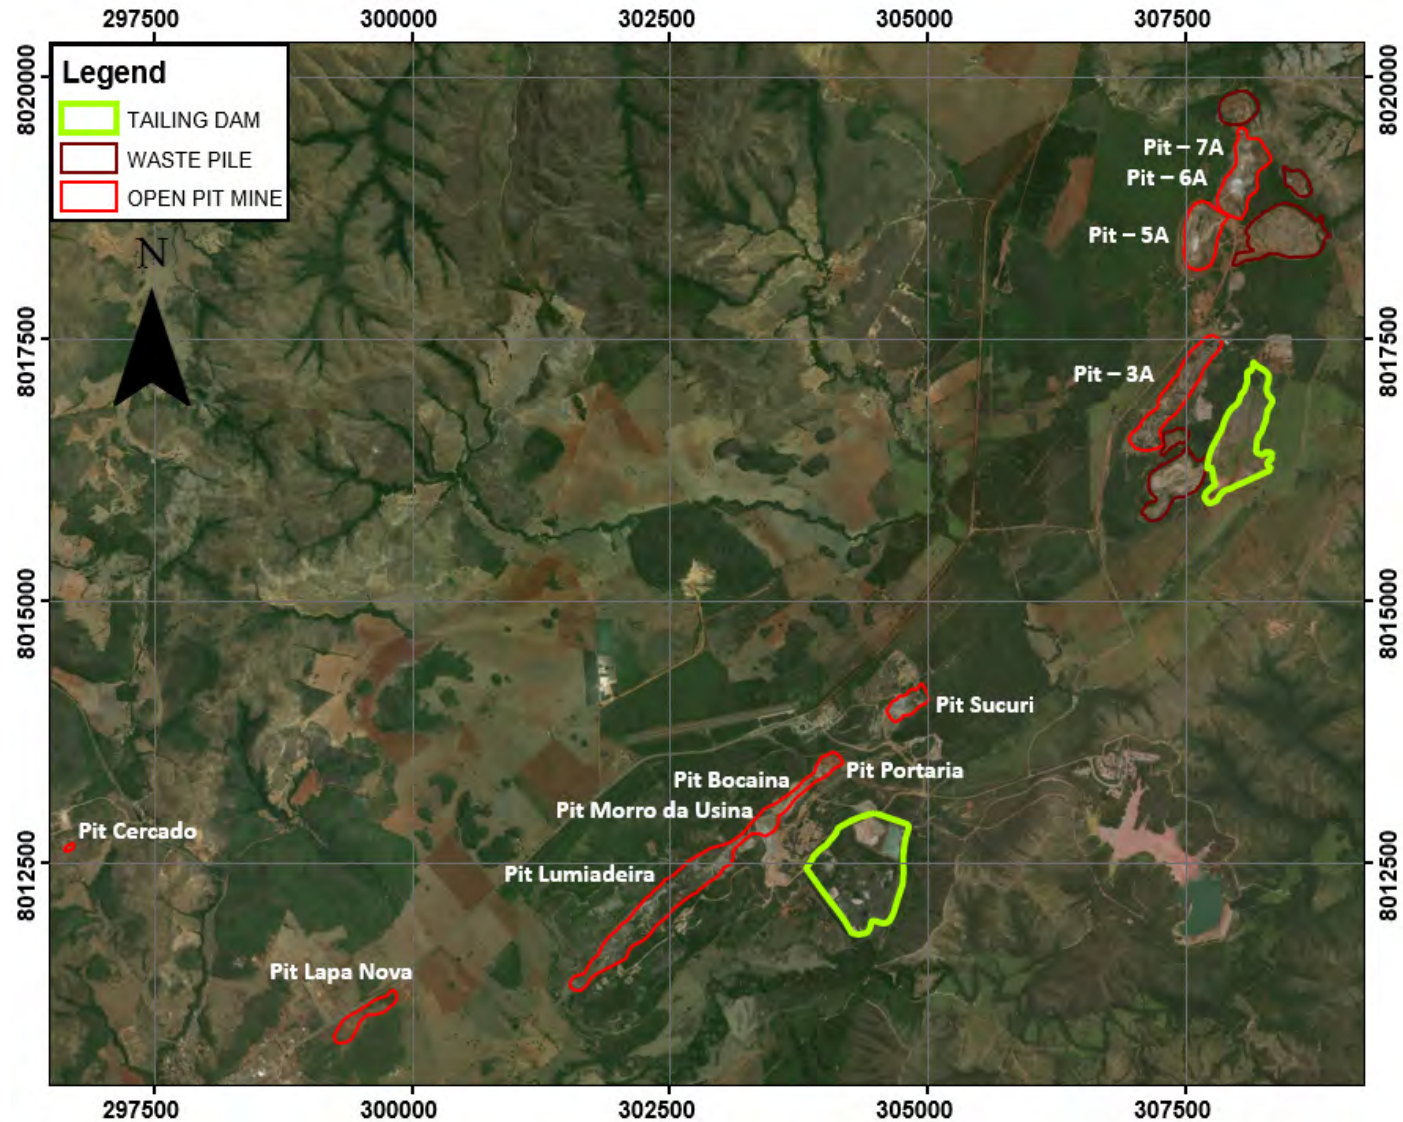 297500 300000 302500 305000 307500
8020000 8020000
Legend
TAILING DAM
WASTE PILE
OPEN PIT MINE
N
Pit – 7A
Pit – 6A
Pit – 5A
8017500 8017500
Pit – 3A
8015000 8015000
Pit Sucuri
Pit Bocaina
Pit Portaria
Pit Morro da Usina
Pit Cercado
Pit Lumiadeira
8012500 8012500
Pit Lapa Nova
297500 300000 302500 305000 307500